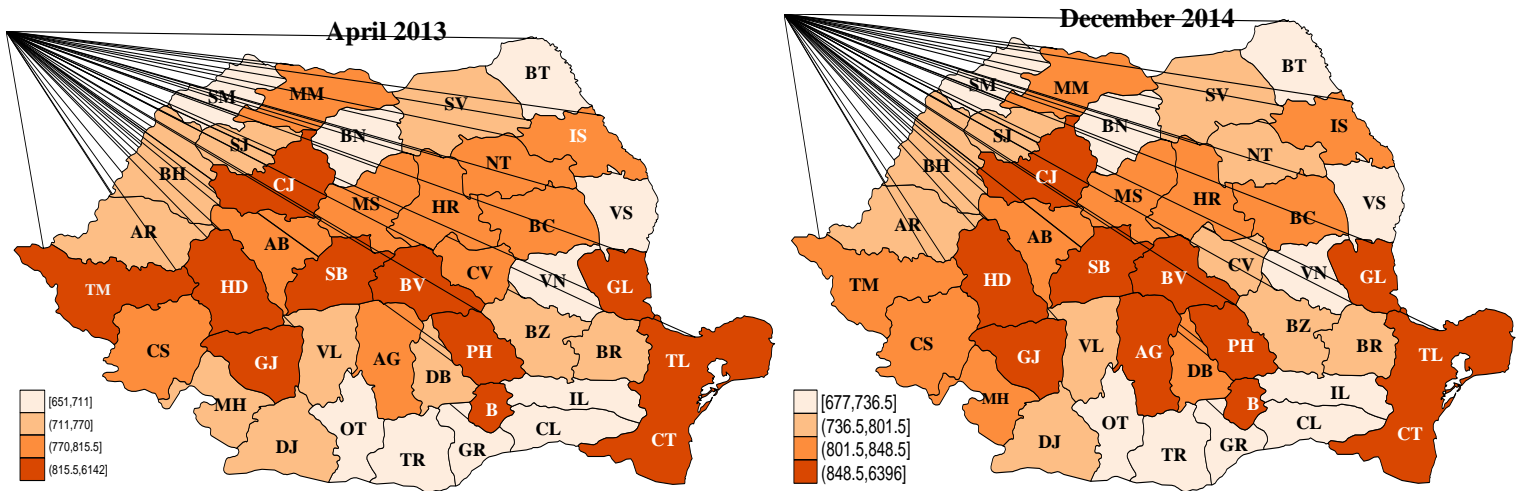 April 2013
BT
SM
MM
SV
BN
IS
SJ
NT
BH
CJ
MS
HR
VS
AR
AB
BC
SB
CV
VN
TM
HD
BV
GL
BZ
CS
GJ
VL
AG
PH
BR
TL
DB
MH
B
IL
OT
CL
DJ
TR
GR
CT
[651,711]
(711,770]
(770,815.5]
(815.5,6142]
December 2014
BT
SM
MM
SV
BN
IS
SJ
NT
BH
CJ
MS
HR
VS
AR
AB
BC
SB
CV
VN
TM
HD
BV
GL
BZ
CS
GJ
VL
AG
PH
BR
TL
DB
MH
B
IL
OT
CL
DJ
TR
GR
CT
[677,736.5]
(736.5,801.5]
(801.5,848.5]
(848.5,6396]